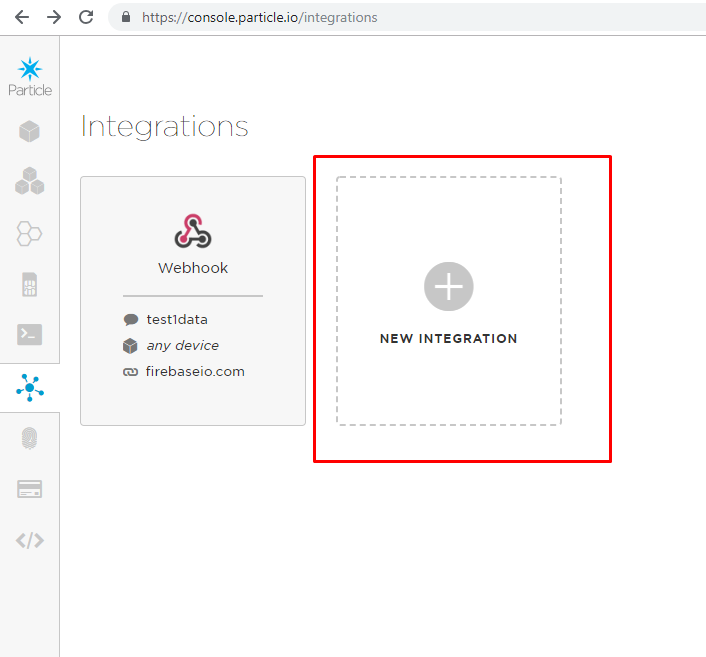 https://console.particle.io/integrations
Particle
Integrations
Webhook
test1data
any device
firebaseio.com
NEW INTEGRATION